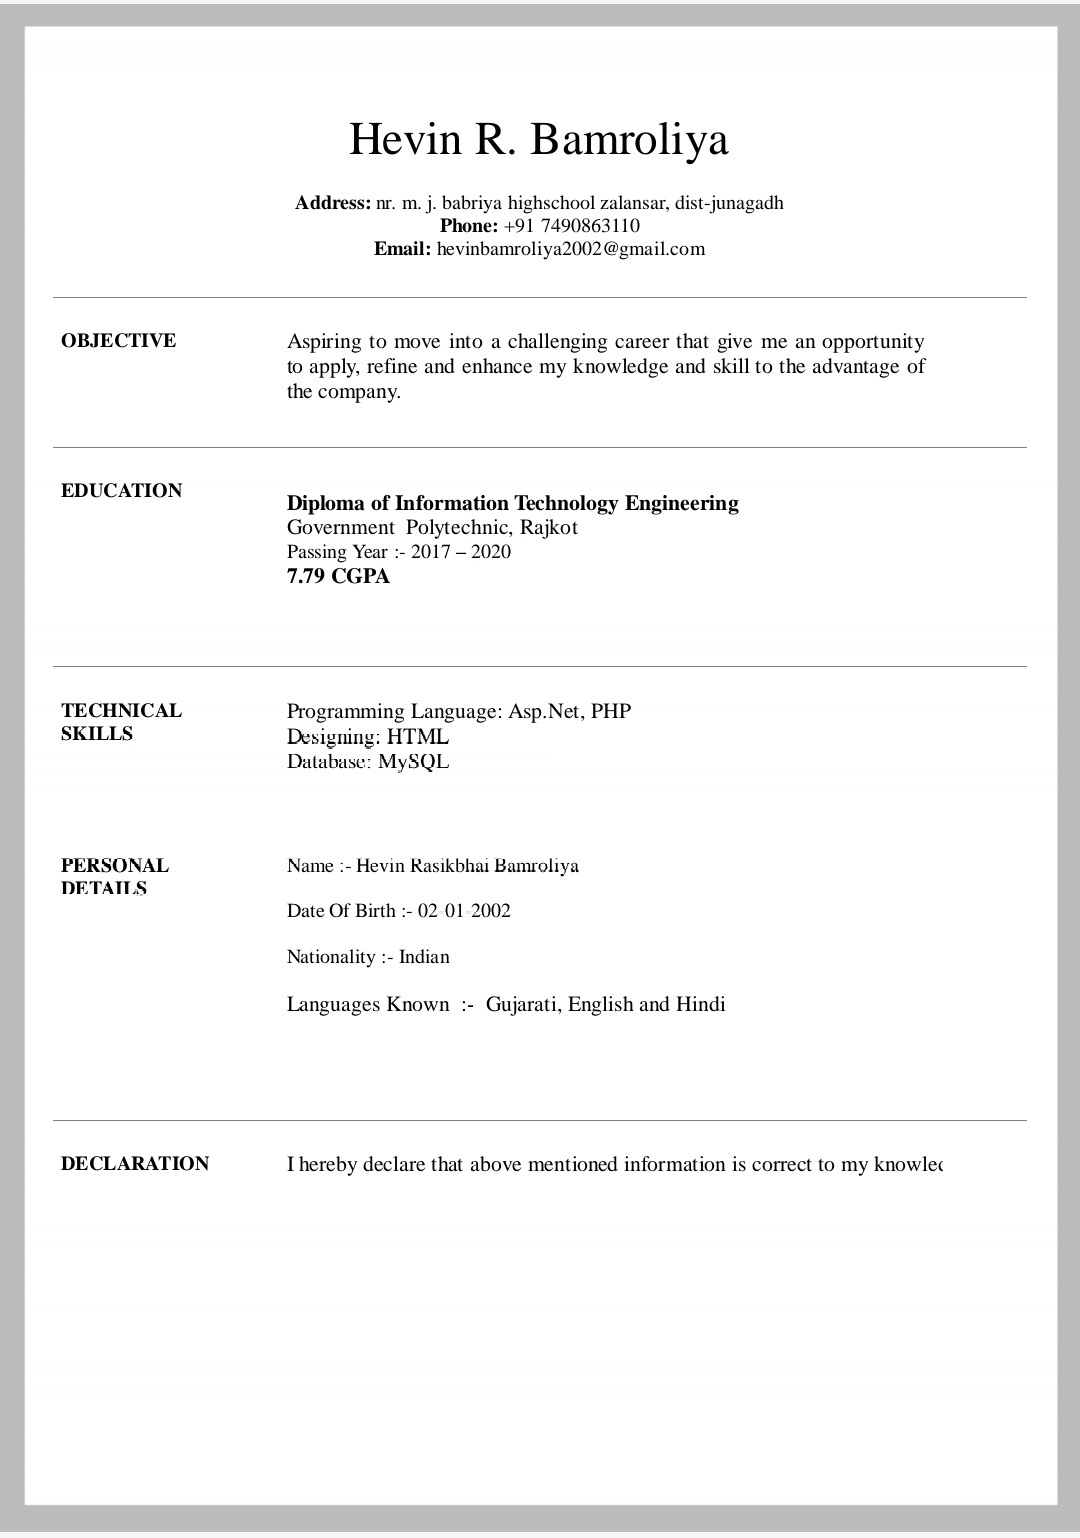 Hevin R. Bamroliya
Address: nr. m. j. babriya highschool zalansar, dist-junagadh
Phone: +91 7490863110
Email: hevinbamroliya2002@gmail.com
OBJECTIVE
Aspiring to move into a challenging career that give me an opportunity
to apply, refine and enhance my knowledge and skill to the advantage of
the company.
EDUCATION
Diploma of Information Technology Engineering
Government Polytechnic, Rajkot
Passing Year :- 2017 – 2020
7.79 CGPA
TECHNICAL
SKILLS
Programming Language: Asp.Net, PHP
Designing: HTML
Database: MySQL
PERSONAL
DETAILS
Name :- Hevin Rasikbhai Bamroliya
Date Of Birth :- 02-01-2002
Nationality :- Indian
Languages Known :- Gujarati, English and Hindi
DECLARATION
I hereby declare that above mentioned information is correct to my